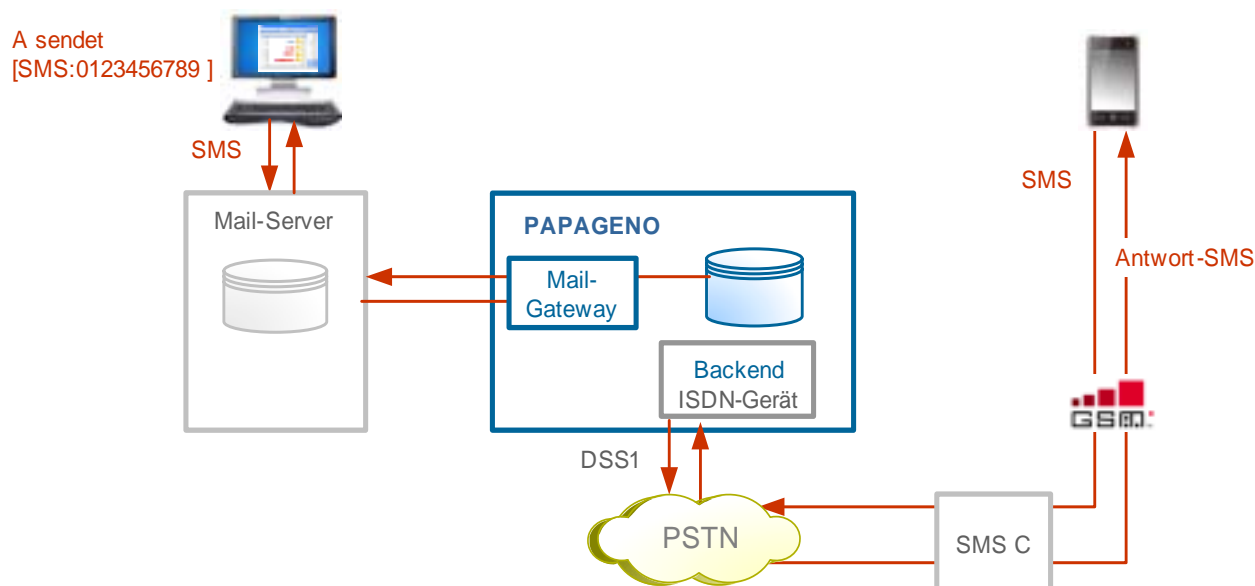 A sendet
[SMS:0123456789 ]
SMS
Mail-Server
PAPAGENO
Mail-
Gateway
Backend
ISDN-Gerät
DSS1
PSTN
SMS C
SMS
Antwort-SMS
GSM